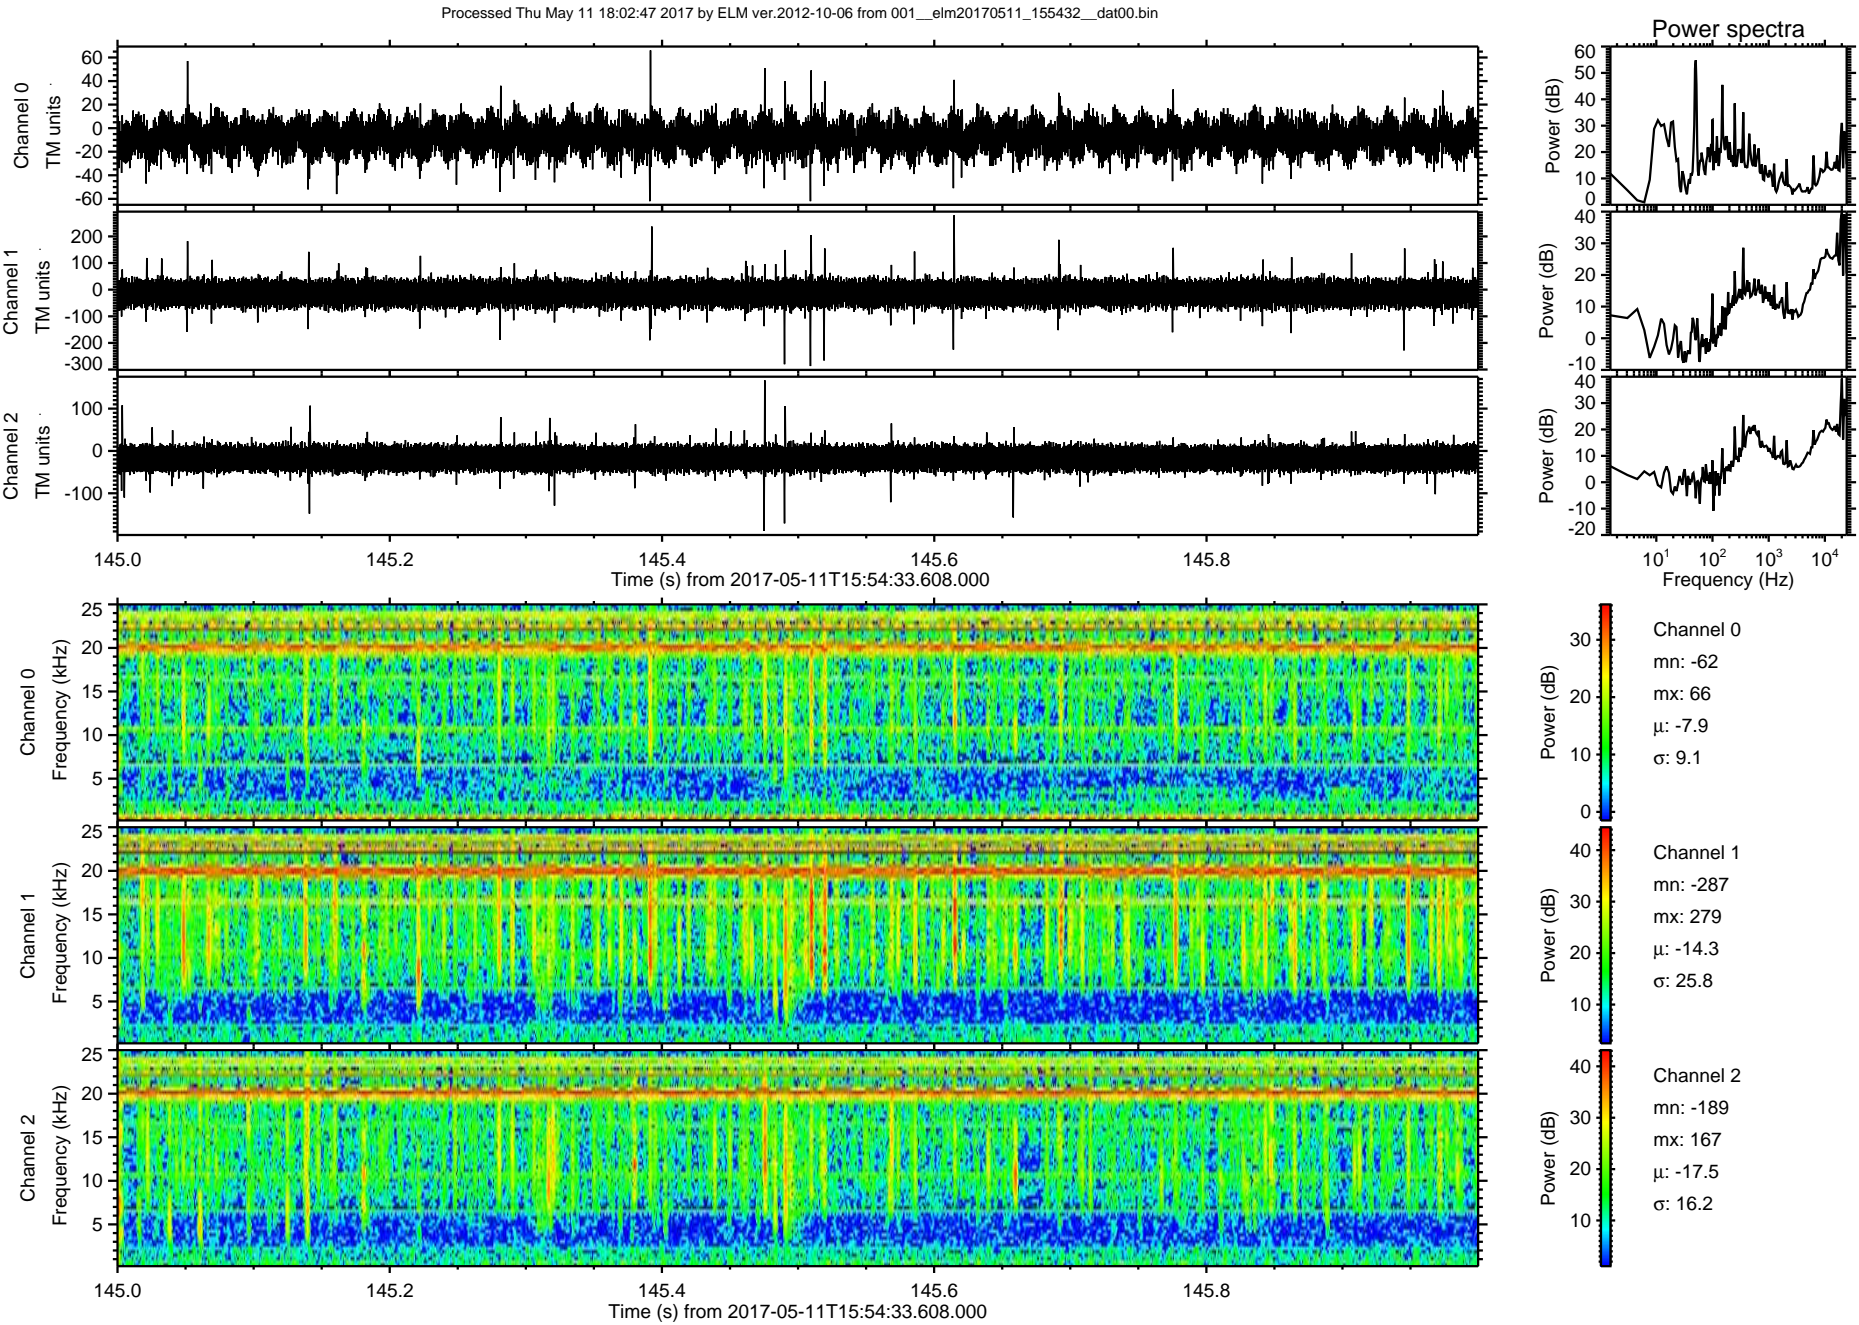 Processed Thu May 11 18:02:47 2017 by ELM ver.2012-10-06 from 001__elm20170511_155432__dat00.bin
Power spectra
Channel 0
TM units
60
40
20
0
-20
-40
-60
Power (dB)
60
50
40
30
20
10
0
Channel 1
TM units
200
100
0
-100
-200
-300
Power (dB)
40
30
20
10
0
-10
Channel 2
TM units
100
0
-100
Power (dB)
40
30
20
10
0
-10
-20
145.0 145.2 145.4 145.6 145.8
Time (s) from 2017-05-11T15:54:33.608.000
10^1 10^2 10^3 10^4
Frequency (Hz)
Channel 0
Frequency (kHz)
25
20
15
10
5
Power (dB)
30
20
10
0
Channel 0
mn: -62
mx: 66
μ: -7.9
σ: 9.1
Channel 1
Frequency (kHz)
25
20
15
10
5
Power (dB)
40
30
20
10
Channel 1
mn: -287
mx: 279
μ: -14.3
σ: 25.8
Channel 2
Frequency (kHz)
25
20
15
10
5
Power (dB)
40
30
20
10
Channel 2
mn: -189
mx: 167
μ: -17.5
σ: 16.2
145.0 145.2 145.4 145.6 145.8
Time (s) from 2017-05-11T15:54:33.608.000